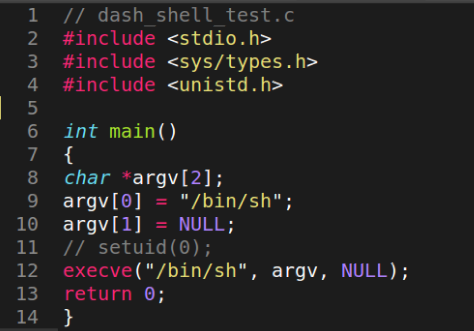 1 // dash_shell_test.c
2 #include <stdio.h>
3 #include <sys/types.h>
4 #include <unistd.h>
5
6 int main()
7 {
8 char *argv[2];
9 argv[0] = "/bin/sh";
10 argv[1] = NULL;
11 // setuid(0);
12 execve("/bin/sh", argv, NULL);
13 return 0;
14 }